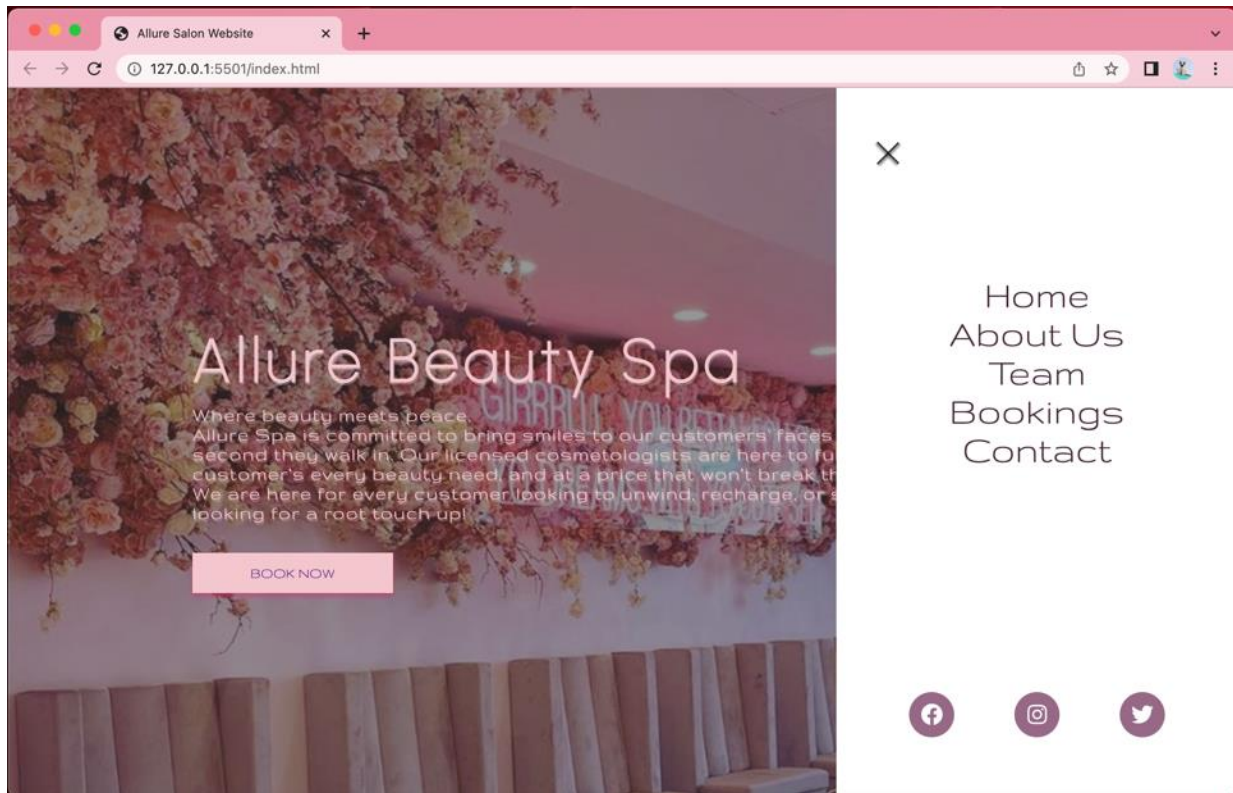 Allure Salon Website
127.0.0.1:5501/index.html
Home
About Us
Team
Bookings
Contact
Allure Beauty Spa
Where beauty meets peace.
Allure Spa is committed to bring smiles to our customers' faces
second they walk in. Our licensed cosmetologists are here to fu
customer's every beauty need, and at a price that won't break th
We are here for every customer looking to unwind, recharge, or s
looking for a root touch up!
BOOK NOW